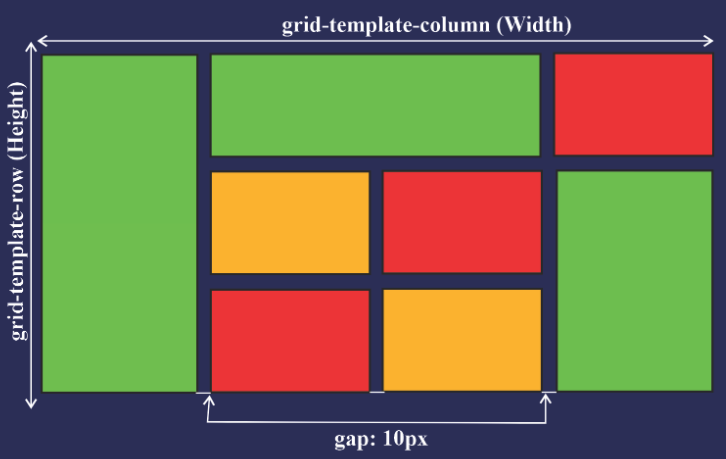 grid-template-column (Width)
grid-template-row (Height)
gap: 10px